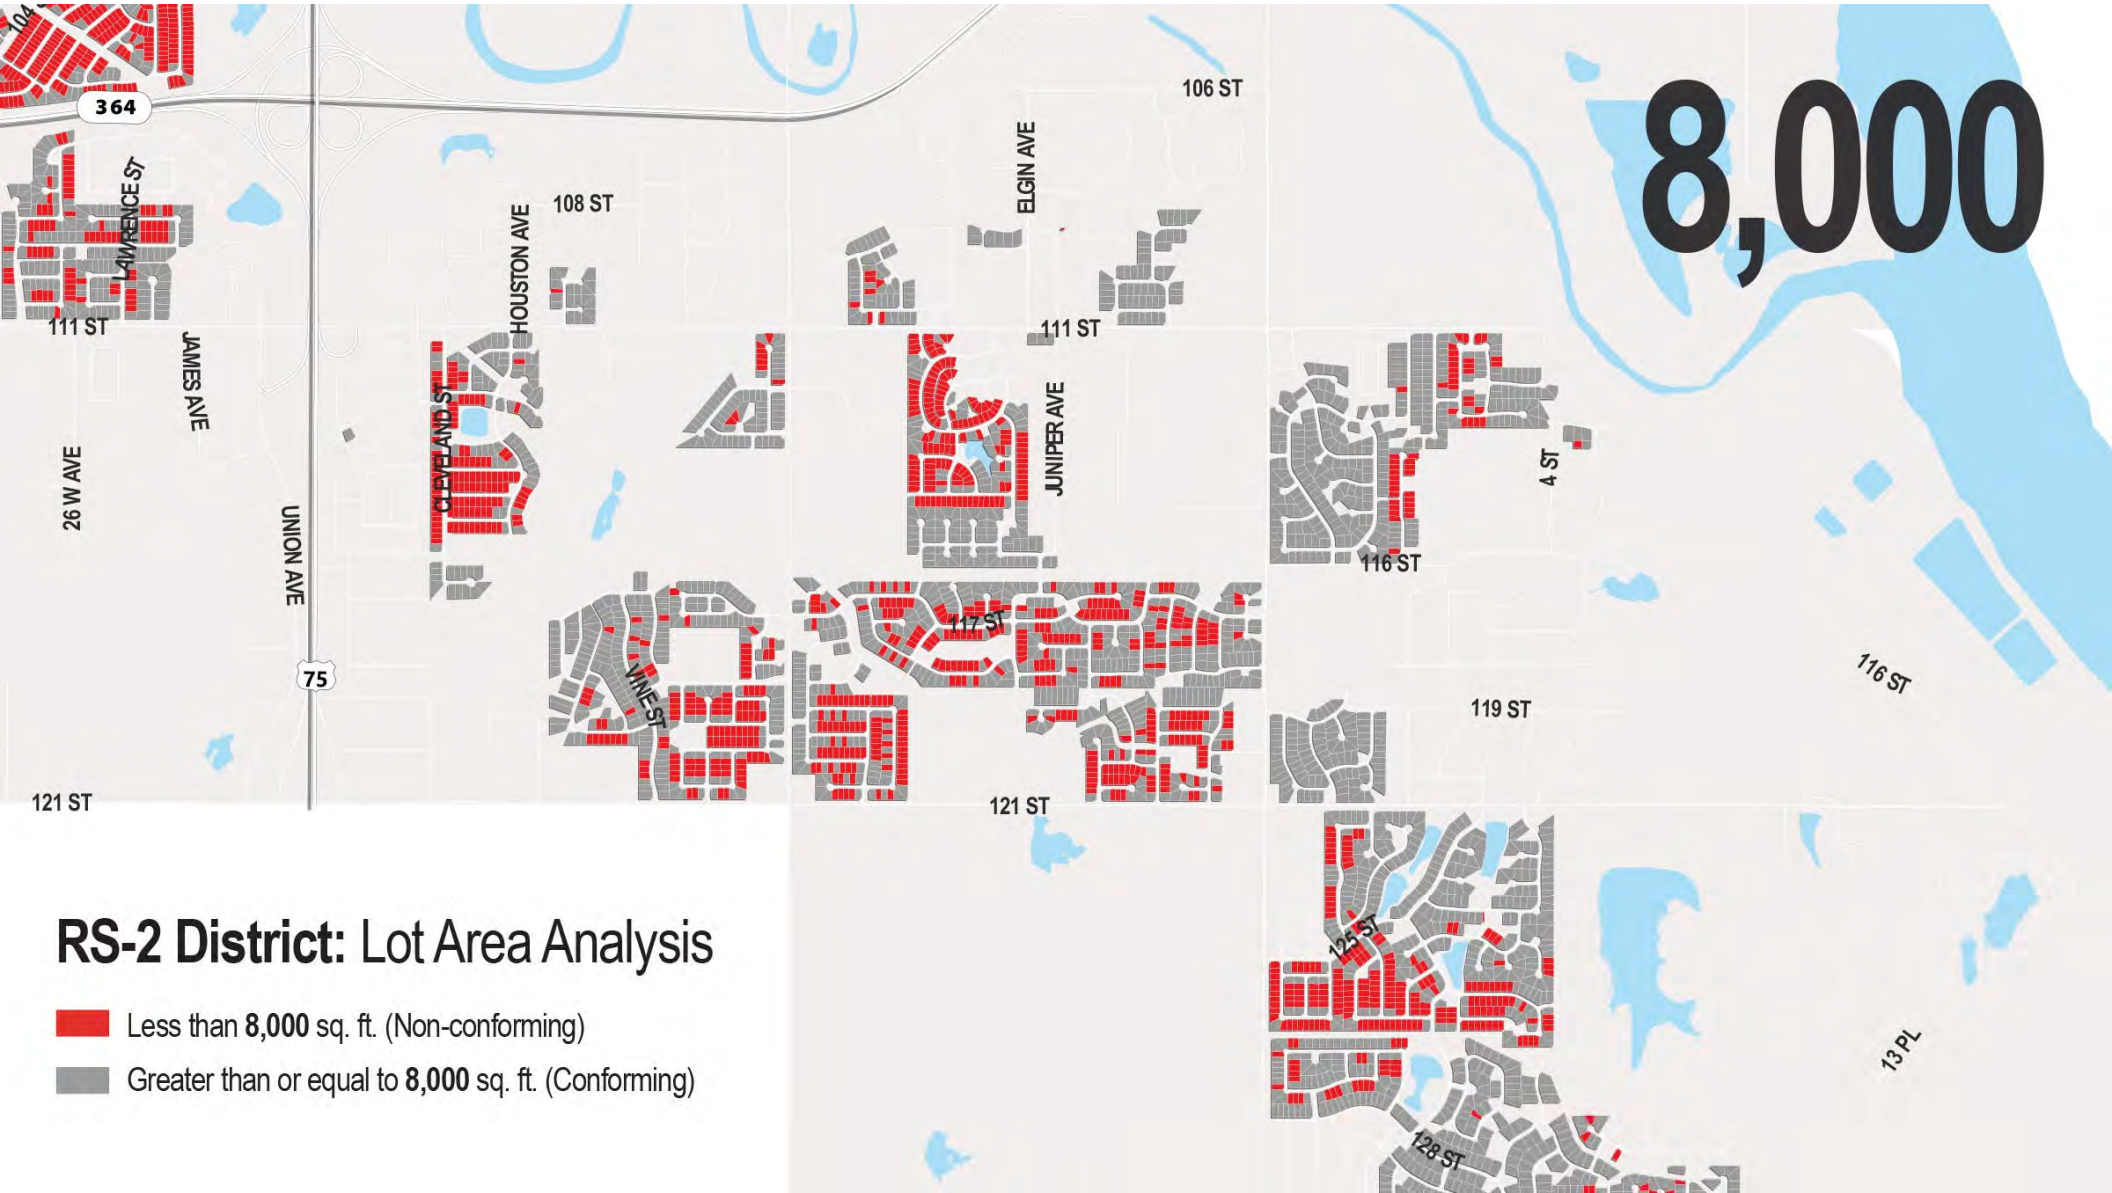 104
364
106 ST
8,000
ELGIN AVE
LAWRENCE ST
108 ST
HOUSTON AVE
111 ST
111 ST
JAMES AVE
CLEVELAND ST
JUNIPER AVE
26 W AVE
4 ST
UNION AVE
116 ST
117 ST
75
VINE ST
116 ST
119 ST
121 ST
121 ST
125 ST
RS-2 District: Lot Area Analysis
Less than 8,000 sq. ft. (Non-conforming)
Greater than or equal to 8,000 sq. ft. (Conforming)
13 PL
128 ST